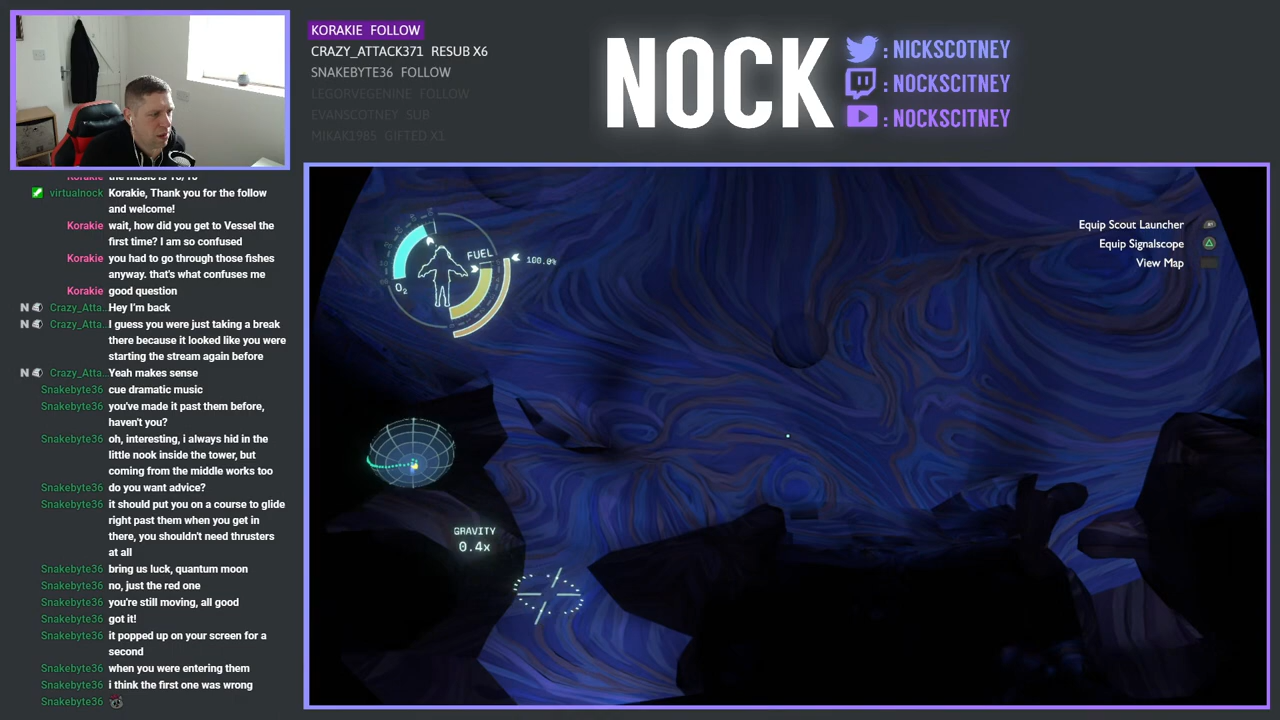 KORAKIE FOLLOW
CRAZY_ATTACK371 RESUB X6
SNAKEBYTE36 FOLLOW
LEGORVEGENINE FOLLOW
EVANSCOTNEY SUB
MIKAK1985 GIFTED X1
NOCK
: NICKSCOTNEY
: NOCKSCITNEY
: NOCKSCITNEY
Korakie the music is 10/10
virtualnock Korakie, Thank you for the follow
and welcome!
Korakie wait, how did you get to Vessel the
first time? I am so confused
Korakie you had to go through those fishes
anyway. that's what confuses me
Korakie good question
N Crazy_Atta... Hey I'm back
N Crazy_Atta... I guess you were just taking a break
there because it looked like you were
starting the stream again before
N Crazy_Atta... Yeah makes sense
Snakebyte36 cue dramatic music
Snakebyte36 you've made it past them before,
haven't you?
Snakebyte36 oh, interesting, i always hid in the
little nook inside the tower, but
coming from the middle works too
Snakebyte36 do you want advice?
Snakebyte36 it should put you on a course to glide
right past them when you get in
there, you shouldn't need thrusters
at all
Snakebyte36 bring us luck, quantum moon
Snakebyte36 no, just the red one
Snakebyte36 you're still moving, all good
Snakebyte36 got it!
Snakebyte36 it popped up on your screen for a
second
Snakebyte36 when you were entering them
Snakebyte36 i think the first one was wrong
Snakebyte36
FUEL
100.0%
O2
GRAVITY
0.4x
Equip Scout Launcher
Equip Signalscope
View Map